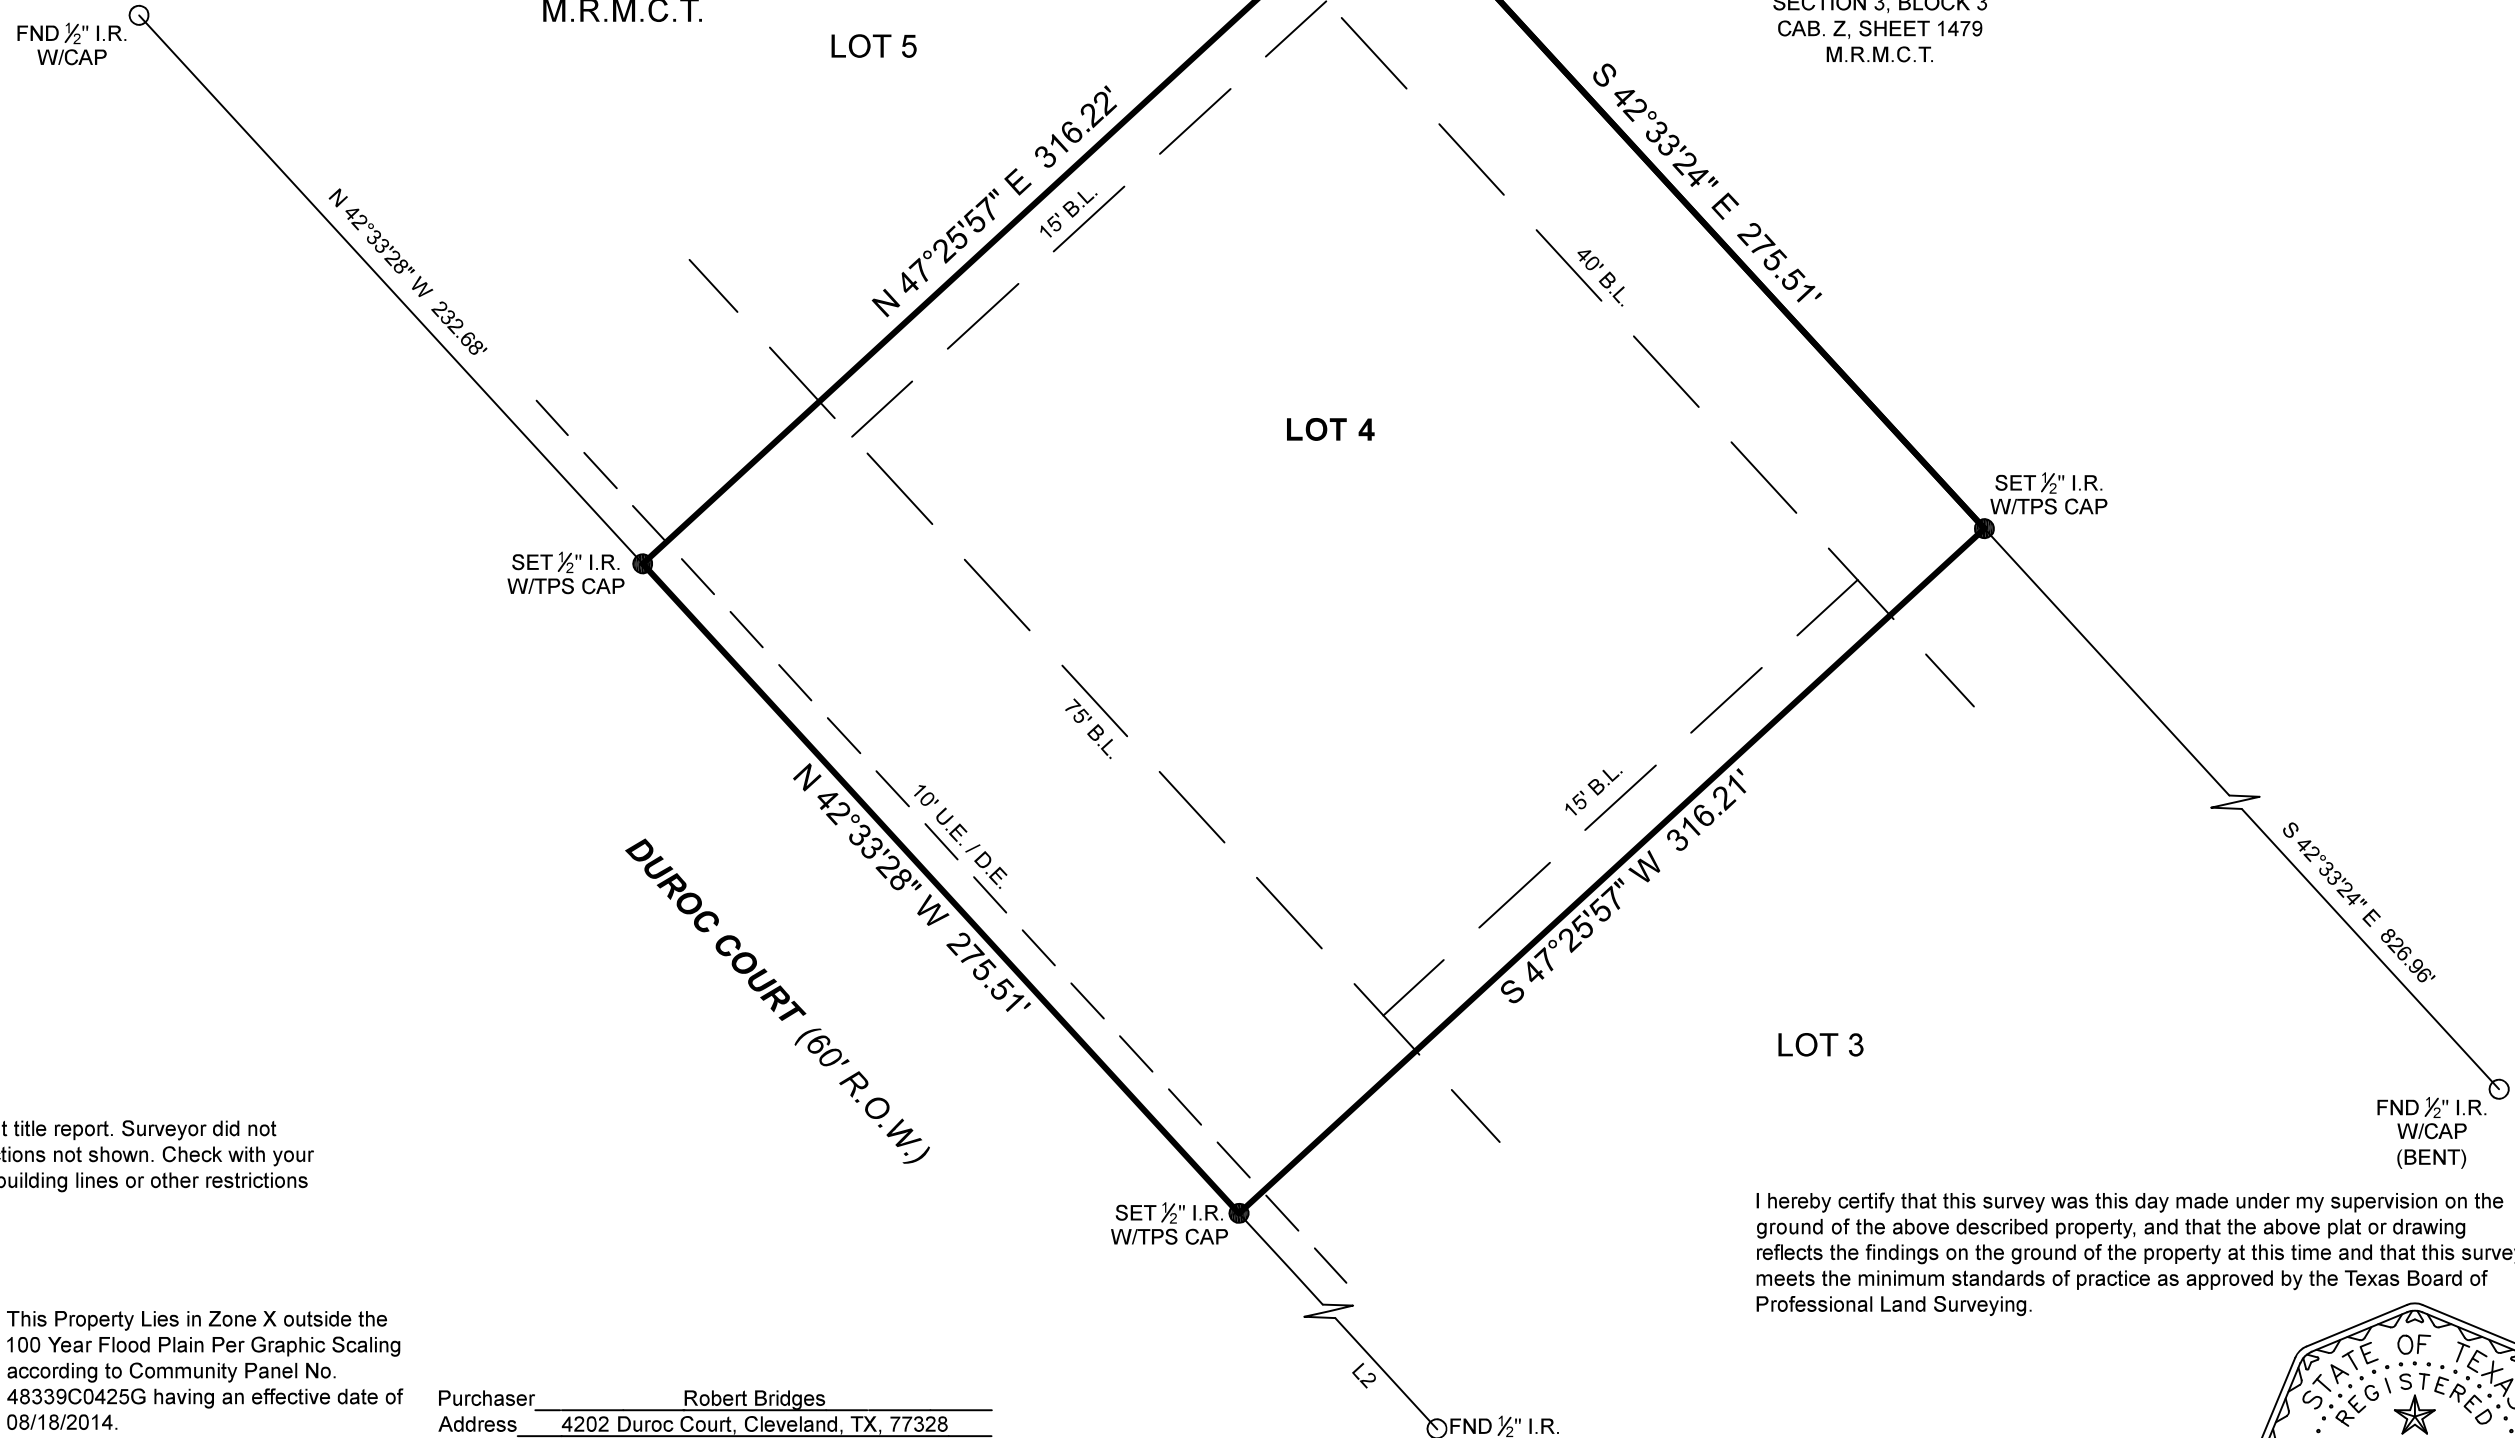 M.R.M.C.T.
LOT 5
SECTION 3, BLOCK 3
CAB. Z, SHEET 1479
M.R.M.C.T.
FND ½" I.R.
W/CAP
N 42°33'28" W 232.68'
N 47°25'57" E 316.22'
15' B.L.
S 42°33'24" E 275.51'
40' B.L.
LOT 4
SET ½" I.R.
W/TPS CAP
SET ½" I.R.
W/TPS CAP
75' B.L.
10' U.E. / D.E.
N 42°33'28" W 275.51'
DUROC COURT (60' R.O.W.)
15' B.L.
S 47°25'57" W 316.21'
S 42°33'24" E 826.96'
LOT 3
FND ½" I.R.
W/CAP
(BENT)
t title report. Surveyor did not
tions not shown. Check with your
building lines or other restrictions
SET ½" I.R.
W/TPS CAP
I hereby certify that this survey was this day made under my supervision on the
ground of the above described property, and that the above plat or drawing
reflects the findings on the ground of the property at this time and that this surve
meets the minimum standards of practice as approved by the Texas Board of
Professional Land Surveying.
This Property Lies in Zone X outside the
100 Year Flood Plain Per Graphic Scaling
according to Community Panel No.
48339C0425G having an effective date of
08/18/2014.
Purchaser Robert Bridges
Address 4202 Duroc Court, Cleveland, TX, 77328
L2
FND ½" I.R.
STATE OF TEXA
REGISTERED